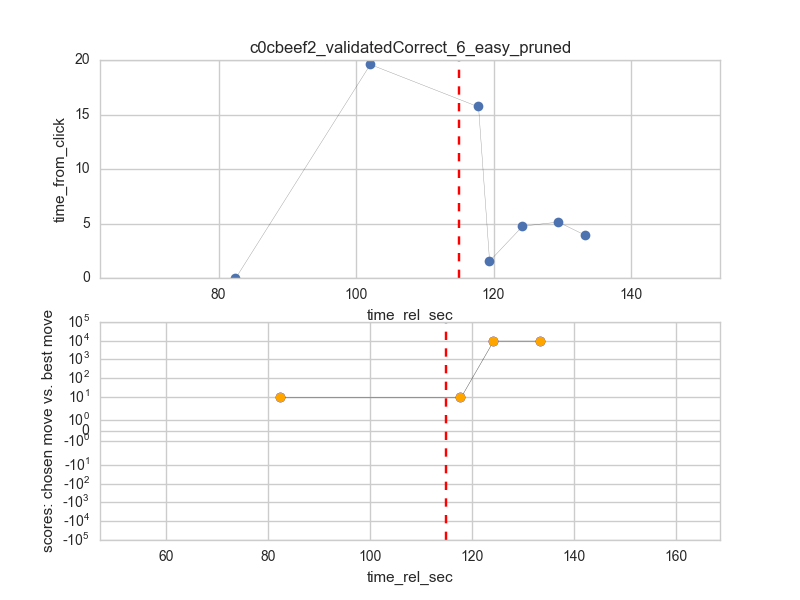 c0cbeef2_validatedCorrect_6_easy_pruned
time_from_click
20
15
10
5
0
80 100 120 140
time_rel_sec
scores: chosen move vs. best move
10^5
10^4
10^3
10^2
10^1
10^0
0
-10^0
-10^1
-10^2
-10^3
-10^4
-10^5
60 80 100 120 140 160
time_rel_sec